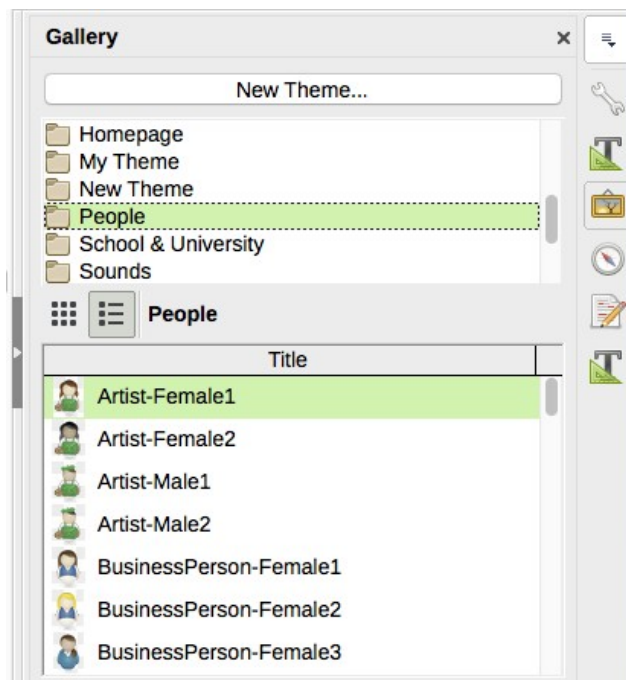 Gallery
New Theme...
Homepage
My Theme
New Theme
People
School & University
Sounds
People
Title
Artist-Female1
Artist-Female2
Artist-Male1
Artist-Male2
BusinessPerson-Female1
BusinessPerson-Female2
BusinessPerson-Female3